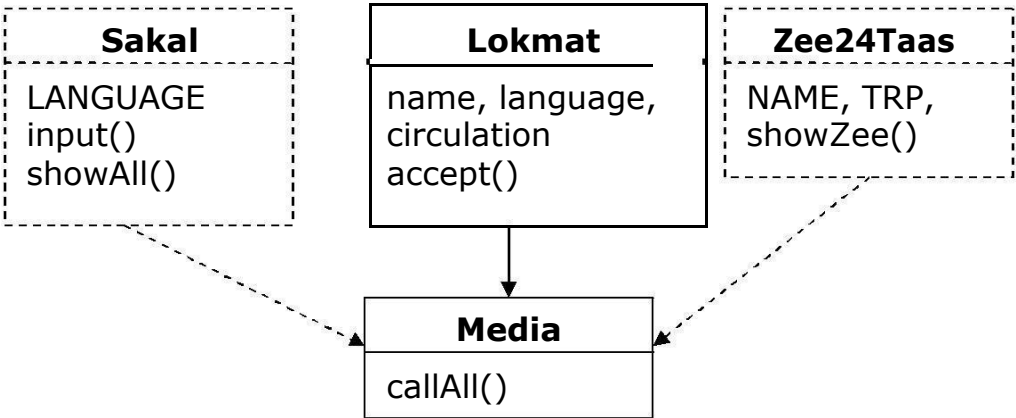 Sakal
LANGUAGE
input()
showAll()
Lokmat
name, language,
circulation
accept()
Zee24Taas
NAME, TRP,
showZee()
Media
callAll()